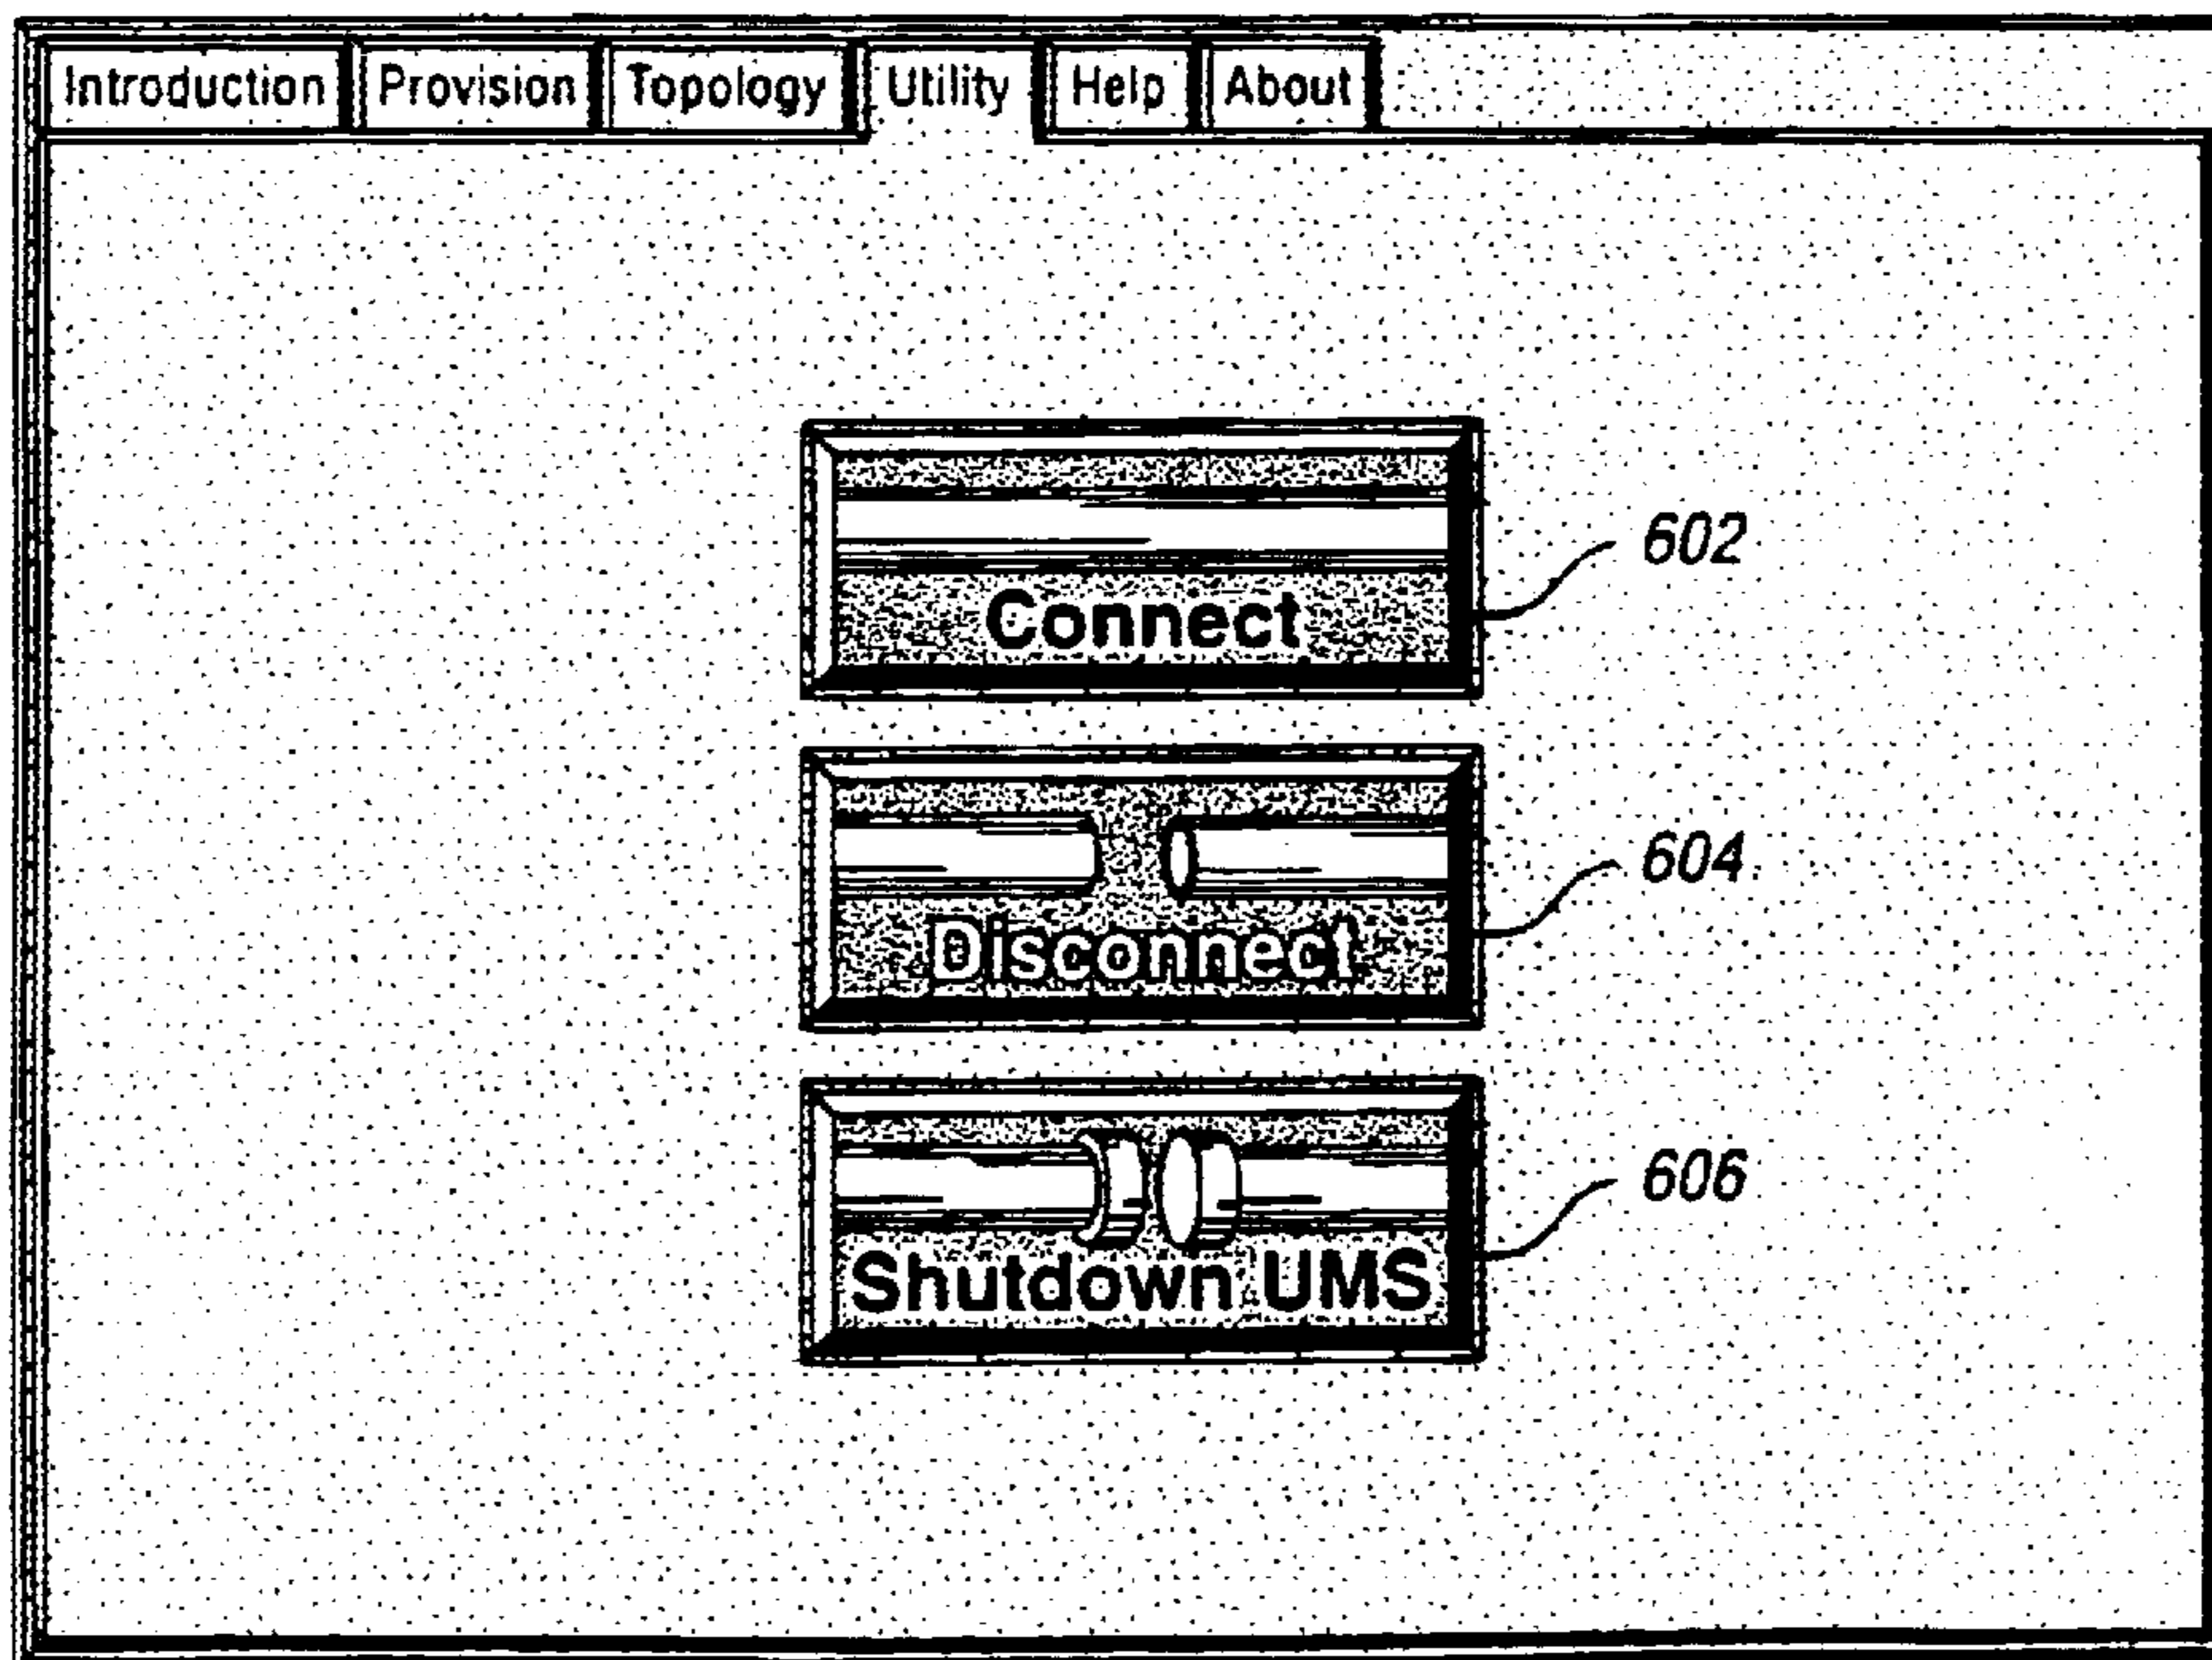 Introduction Provision Topology Utility Help About
Connect
602
Disconnect
604
Shutdown UMS
606